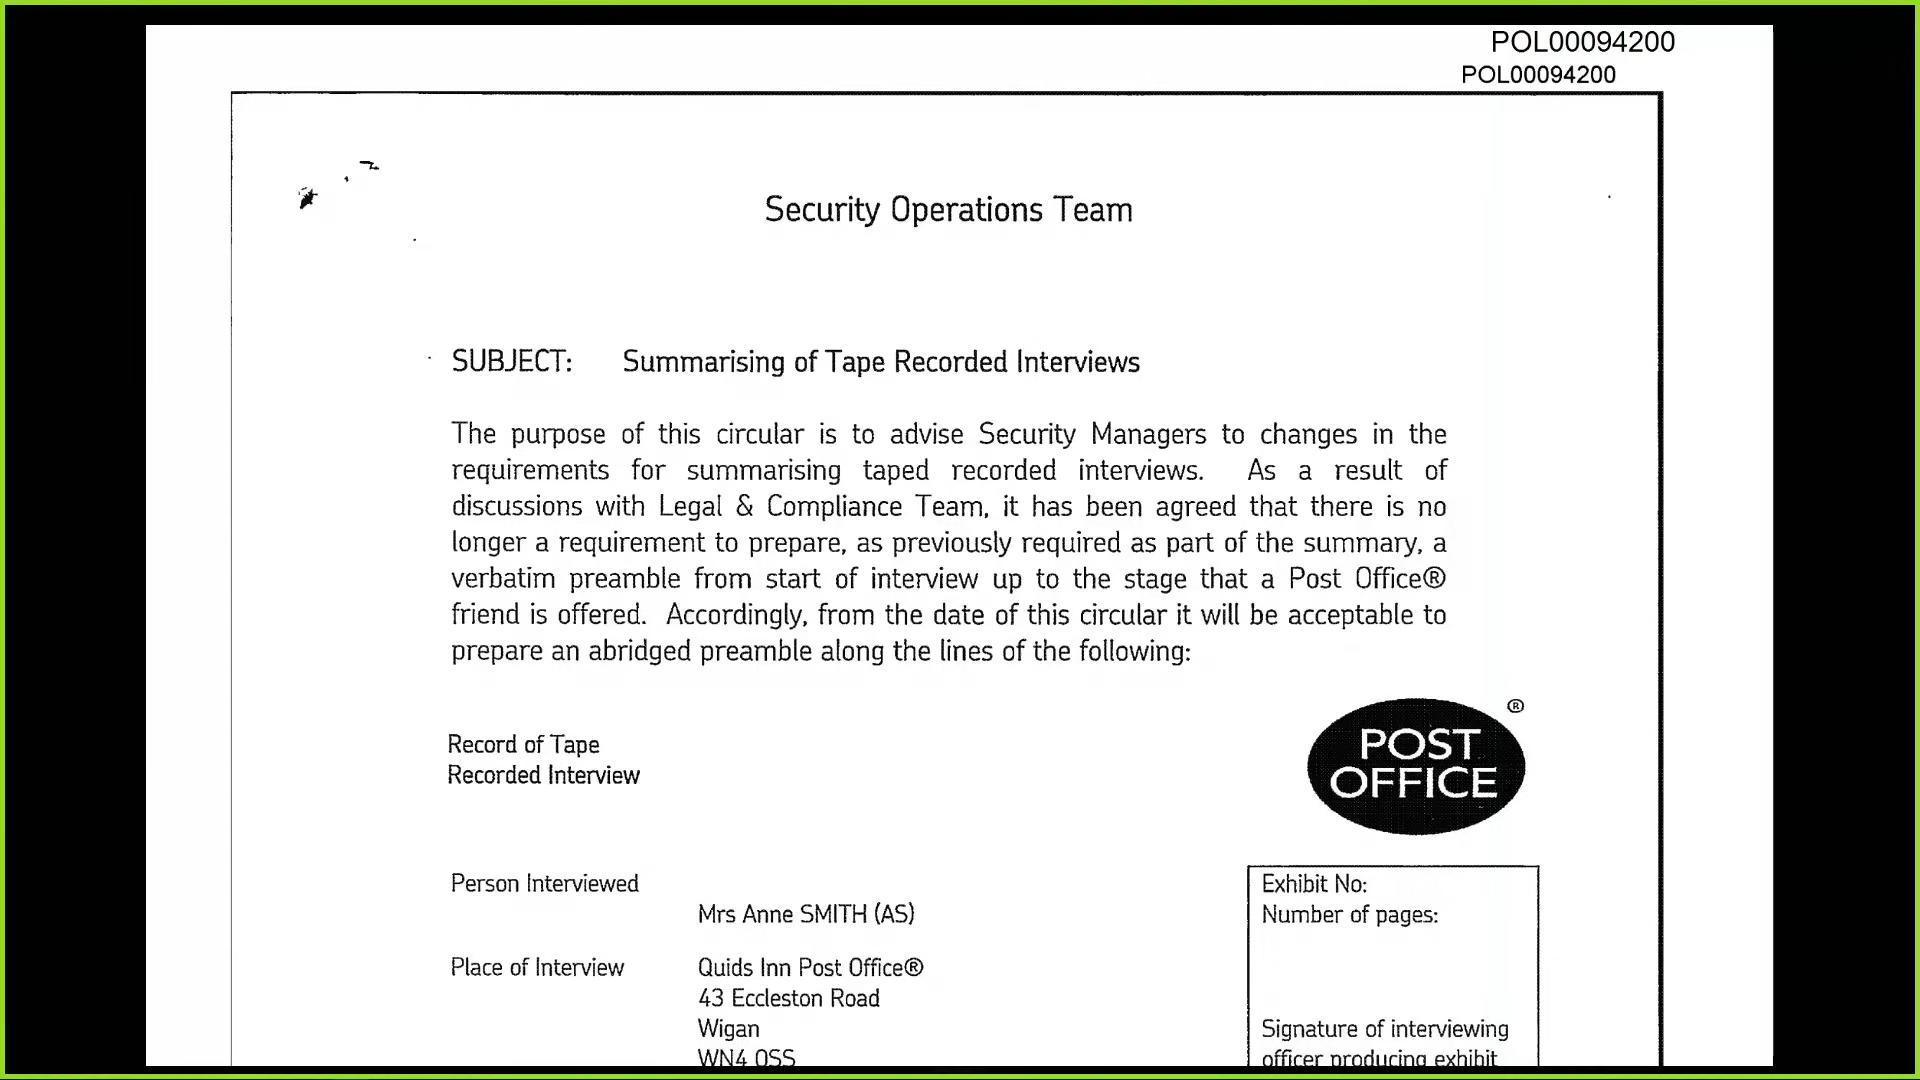 POL00094200
POL00094200
Security Operations Team
SUBJECT: Summarising of Tape Recorded Interviews
The purpose of this circular is to advise Security Managers to changes in the
requirements for summarising taped recorded interviews. As a result of
discussions with Legal & Compliance Team, it has been agreed that there is no
longer a requirement to prepare, as previously required as part of the summary, a
verbatim preamble from start of interview up to the stage that a Post Office®
friend is offered. Accordingly, from the date of this circular it will be acceptable to
prepare an abridged preamble along the lines of the following:
Record of Tape
Recorded Interview
POST
OFFICE
®
Person Interviewed
Mrs Anne SMITH (AS)
Place of Interview
Quids Inn Post Office®
43 Eccleston Road
Wigan
WN4 0SS
Exhibit No:
Number of pages:
Signature of interviewing
officer producing exhibit